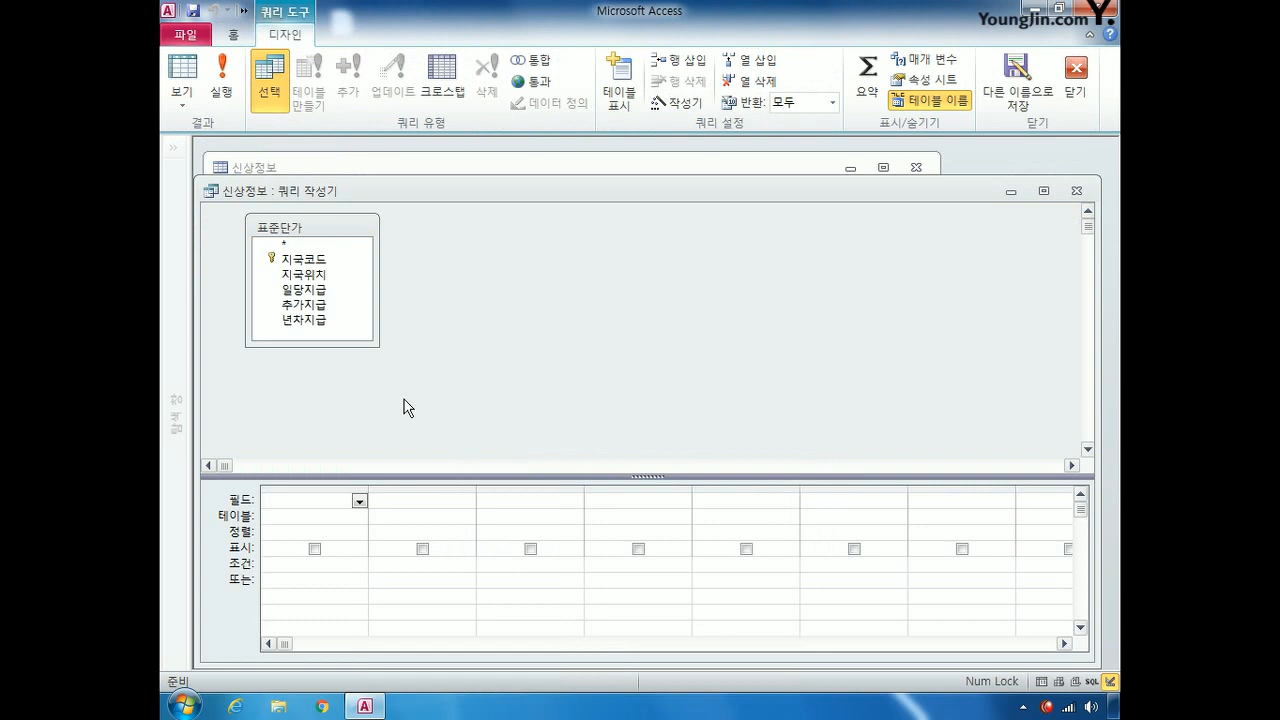 쿼리 도구
Microsoft Access
YoungJin.com Y.
파일
홈
디자인
보기
실행
선택
테이블 만들기
추가
업데이트
크로스탭
삭제
통합
통과
데이터 정의
테이블 표시
행 삽입
행 삭제
작성기
열 삽입
열 삭제
반환: 모두
요약
매개 변수
속성 시트
테이블 이름
다른 이름으로 저장
닫기
결과
쿼리 유형
쿼리 설정
표시/숨기기
닫기
신상정보
신상정보 : 쿼리 작성기
표준단가
*
지국코드
지국위치
일당지급
추가지급
년차지급
탐색 창
필드:
테이블:
정렬:
표시:
조건:
또는:
준비
Num Lock
SQL